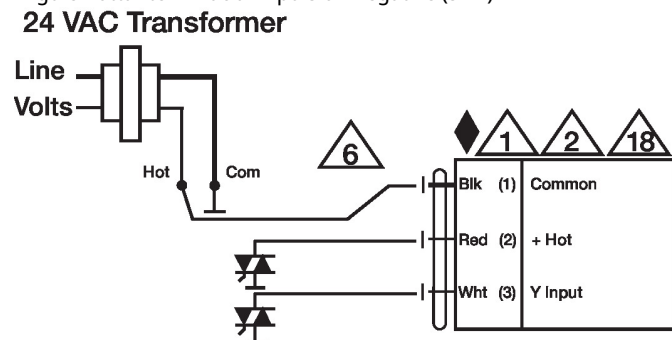 24 VAC Transformer
Line
Volts
Hot
Com
6
1
2
18
Blk (1) Common
Red (2) + Hot
Wht (3) Y Input